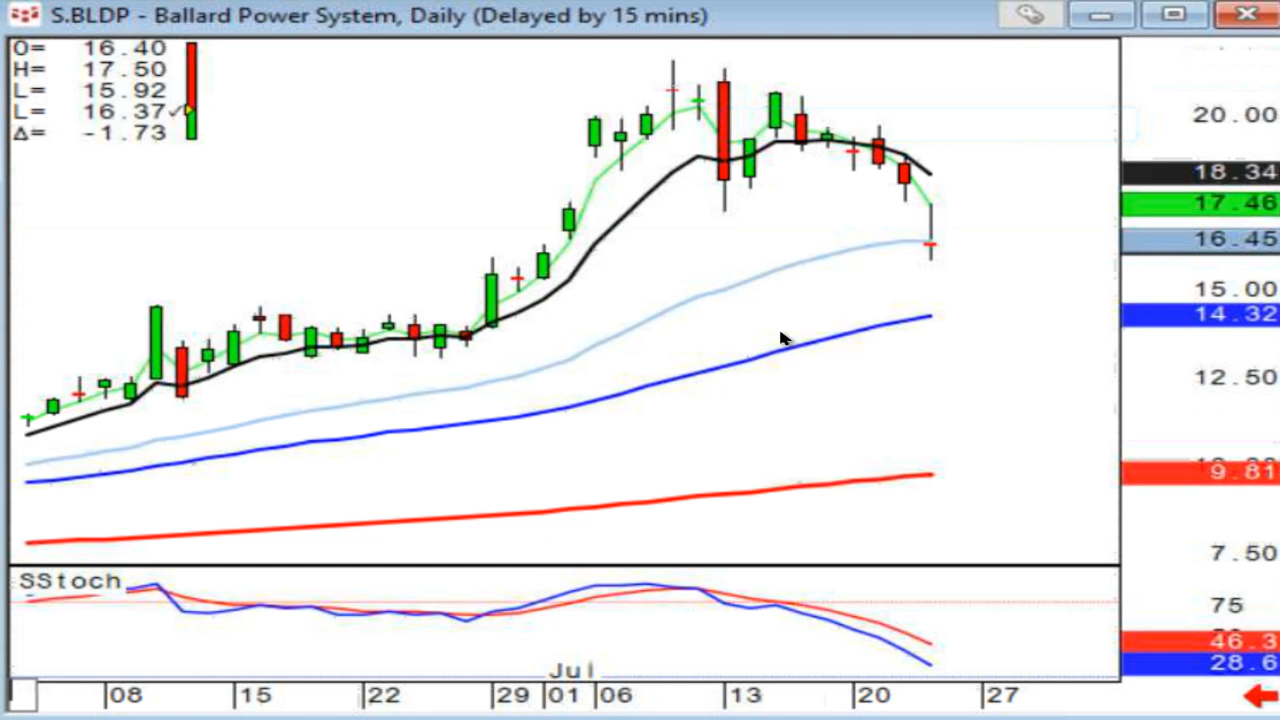 S.BLDP - Ballard Power System, Daily (Delayed by 15 mins)
O= 16.40
H= 17.50
L= 15.92
L= 16.37
Δ= -1.73
20.00
18.34
17.46
16.45
15.00
14.32
12.50
9.81
7.50
SStoch
75
46.3
28.6
Jul
08 15 22 29 01 06 13 20 27